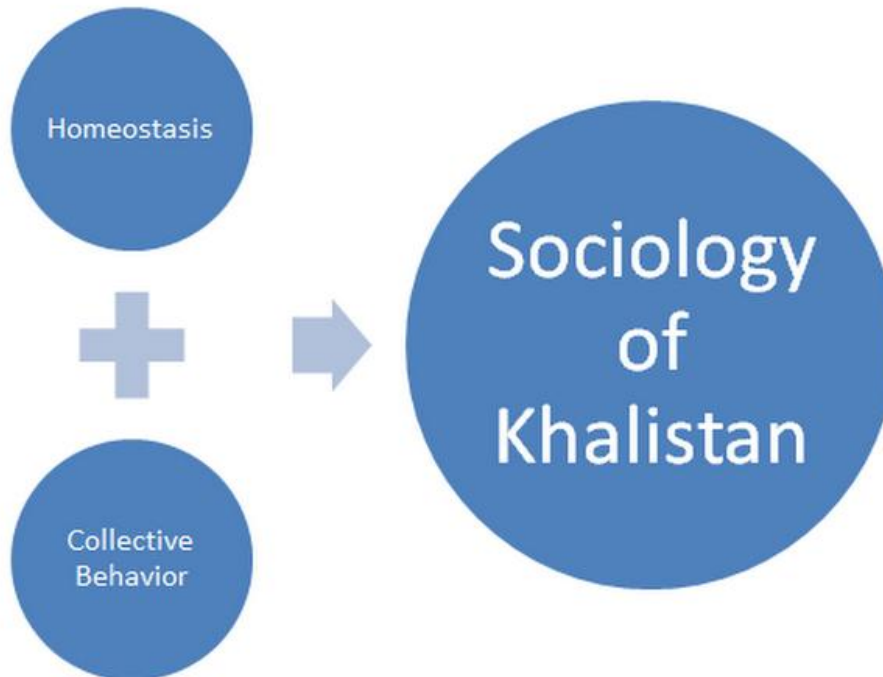 Homeostasis
Collective
Behavior
Sociology
of
Khalistan